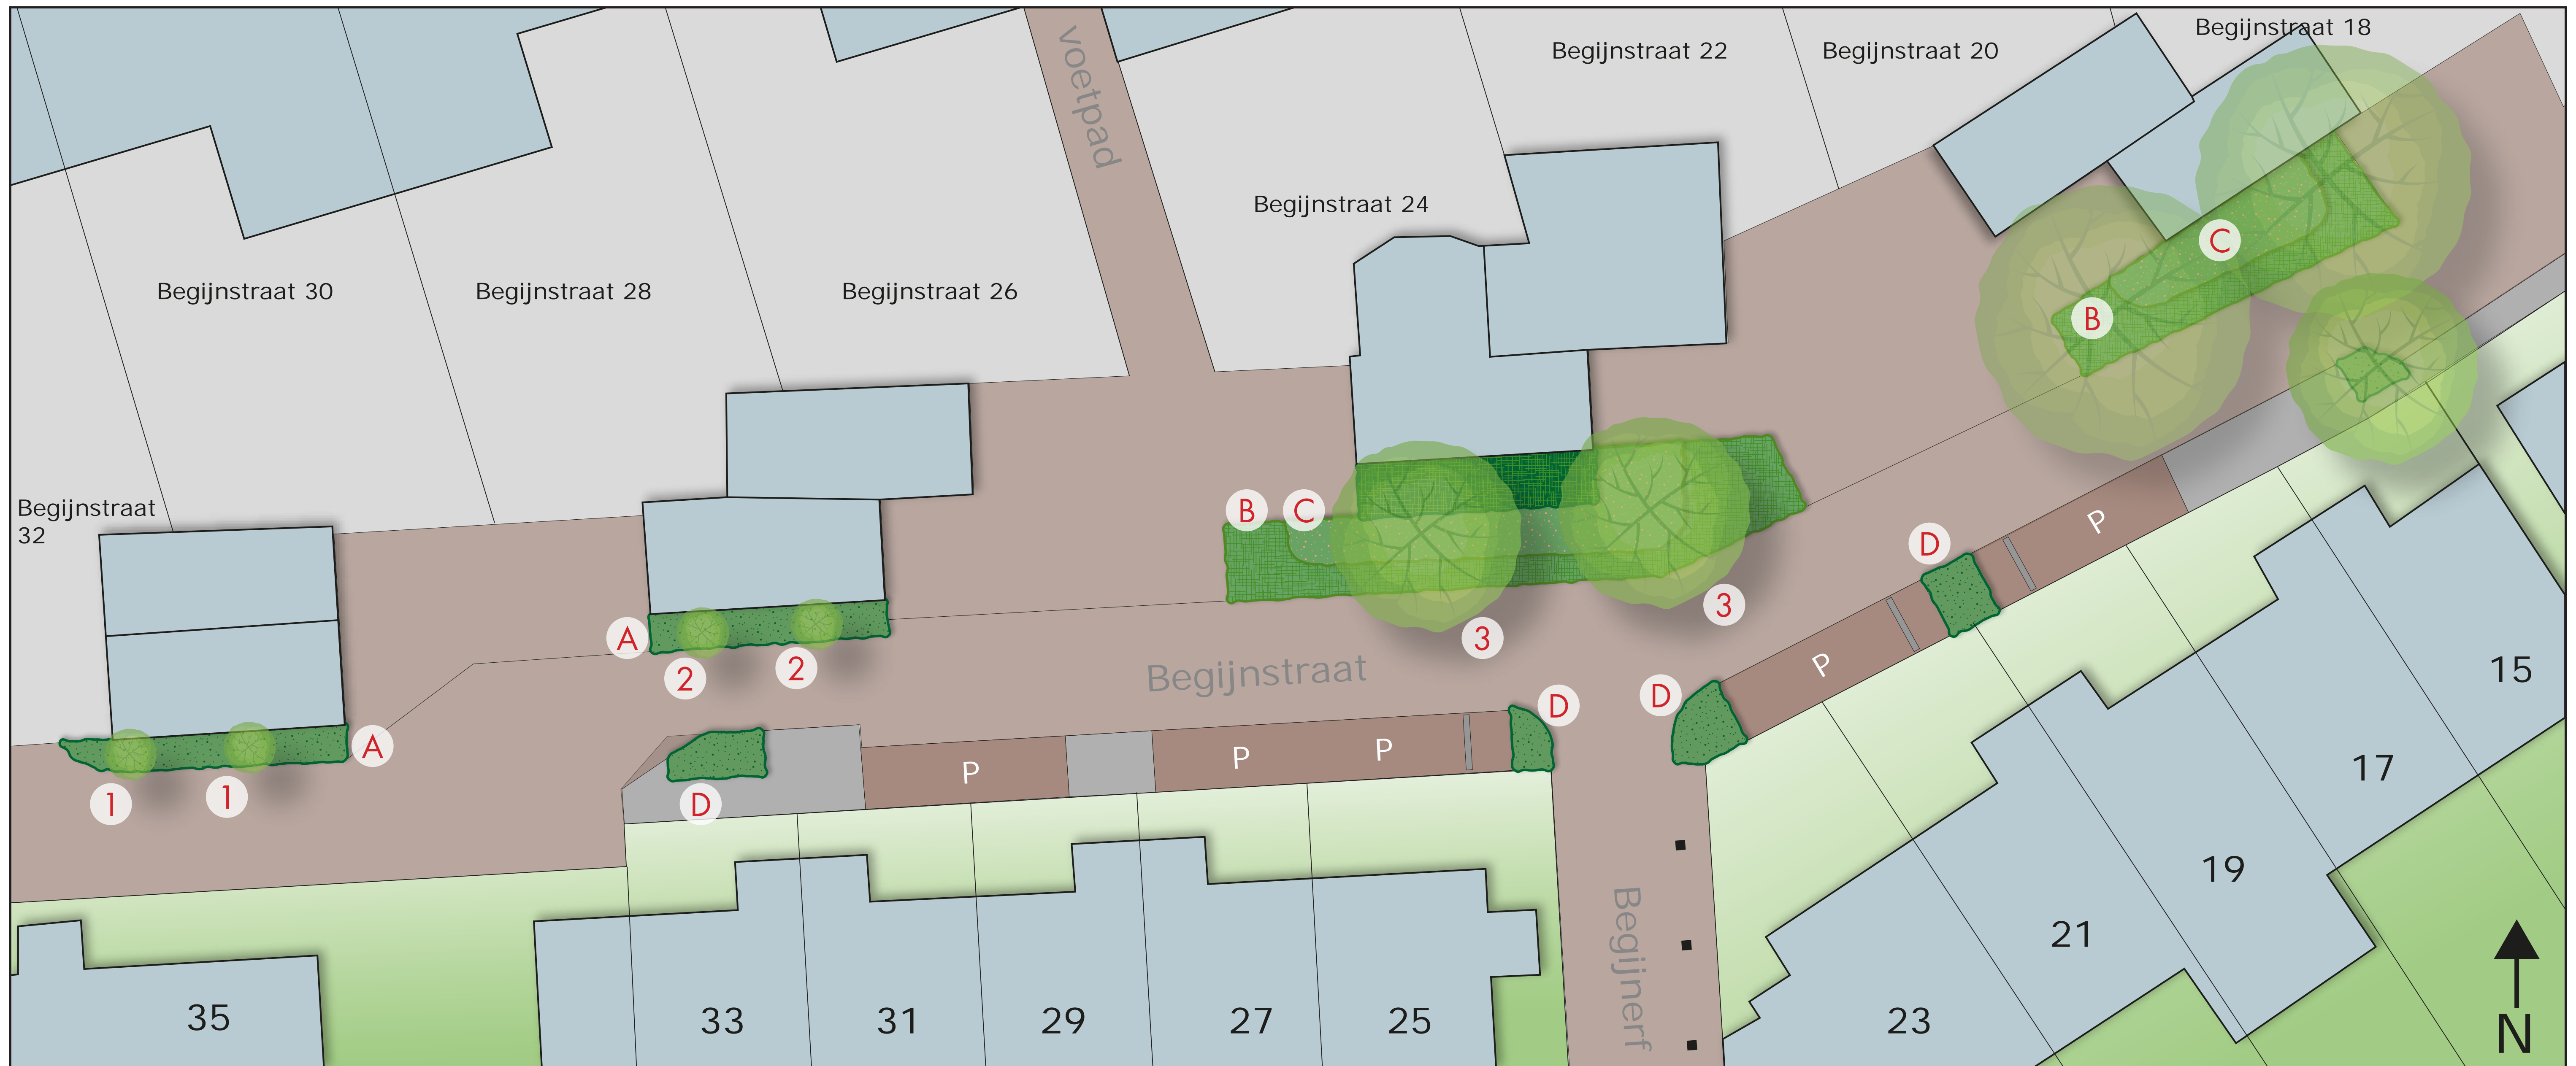 Begijnstraat 18
Begijnstraat 22
Begijnstraat 20
voetpad
Begijnstraat 24
C
Begijnstraat 30
Begijnstraat 28
Begijnstraat 26
B
Begijnstraat
32
B
C
P
D
3
A
3
2
2
Begijnstraat
P
D
D
15
A
1
1
D
P
P
P
17
19
Begijnerf
21
35
33
31
29
27
25
23
N